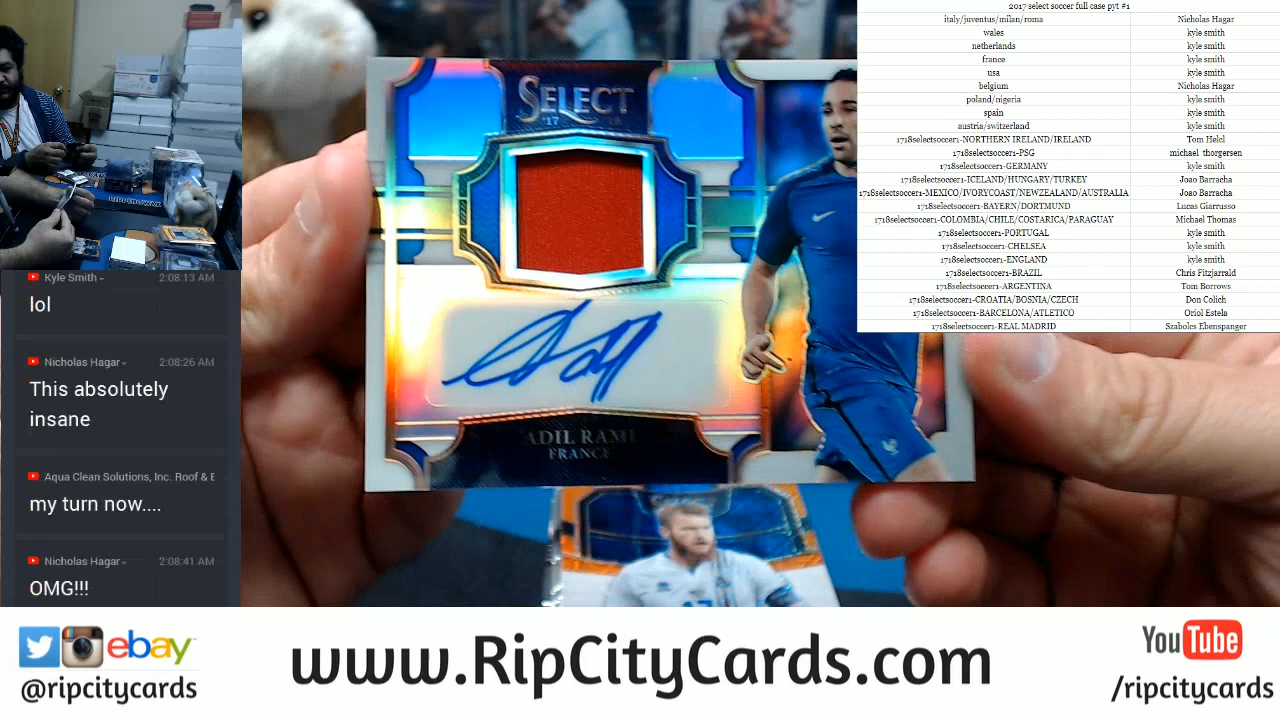 2017 select soccer full case pyt #1
italy/juventus/milan/roma Nicholas Hagar
wales kyle smith
netherlands kyle smith
france kyle smith
usa kyle smith
belgium Nicholas Hagar
poland/nigeria kyle smith
spain kyle smith
austria/switzerland kyle smith
1718selectsoccer1-NORTHERN IRELAND/IRELAND Tom Helcl
1718selectsoccer1-PSG michael thorgersen
1718selectsoccer1-GERMANY kyle smith
1718selectsoccer1-ICELAND/HUNGARY/TURKEY Joao Barracha
1718selectsoccer1-MEXICO/IVORYCOAST/NEWZEALAND/AUSTRALIA Joao Barracha
1718selectsoccer1-BAYERN/DORTMUND Lucas Giarrusso
1718selectsoccer1-COLOMBIA/CHILE/COSTARICA/PARAGUAY Michael Thomas
1718selectsoccer1-PORTUGAL kyle smith
1718selectsoccer1-CHELSEA kyle smith
1718selectsoccer1-ENGLAND kyle smith
1718selectsoccer1-BRAZIL Chris Fitzjarrald
1718selectsoccer1-ARGENTINA Tom Borrows
1718selectsoccer1-CROATIA/BOSNIA/CZECH Don Colich
1718selectsoccer1-BARCELONA/ATLETICO Oriol Estela
1718selectsoccer1-REAL MADRID Szabolcs Ebenspanger
SELECT
'17 18
ADIL RAMI
FRANCE
Kyle Smith 2:08:13 AM
lol
Nicholas Hagar 2:08:26 AM
This absolutely
insane
Aqua Clean Solutions, Inc. Roof & E
my turn now....
Nicholas Hagar 2:08:41 AM
OMG!!!
ebay
@ripcitycards
www.RipCityCards.com
YouTube
/ripcitycards